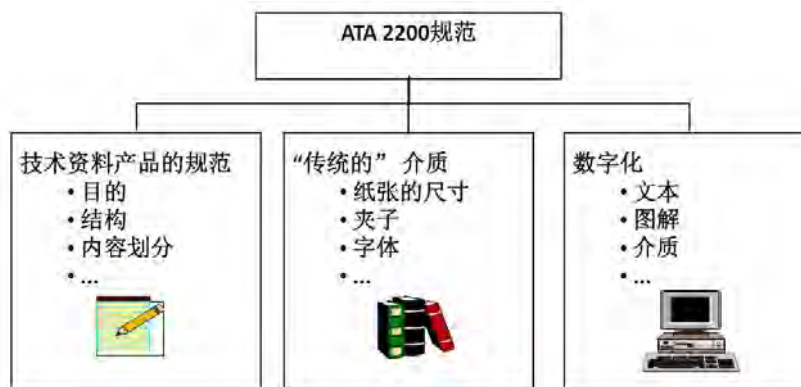 ATA 2200规范
技术资料产品的规范
• 目的
• 结构
• 内容划分
• ...
“传统的” 介质
• 纸张的尺寸
• 夹子
• 字体
• ...
数字化
• 文本
• 图解
• 介质
• ...